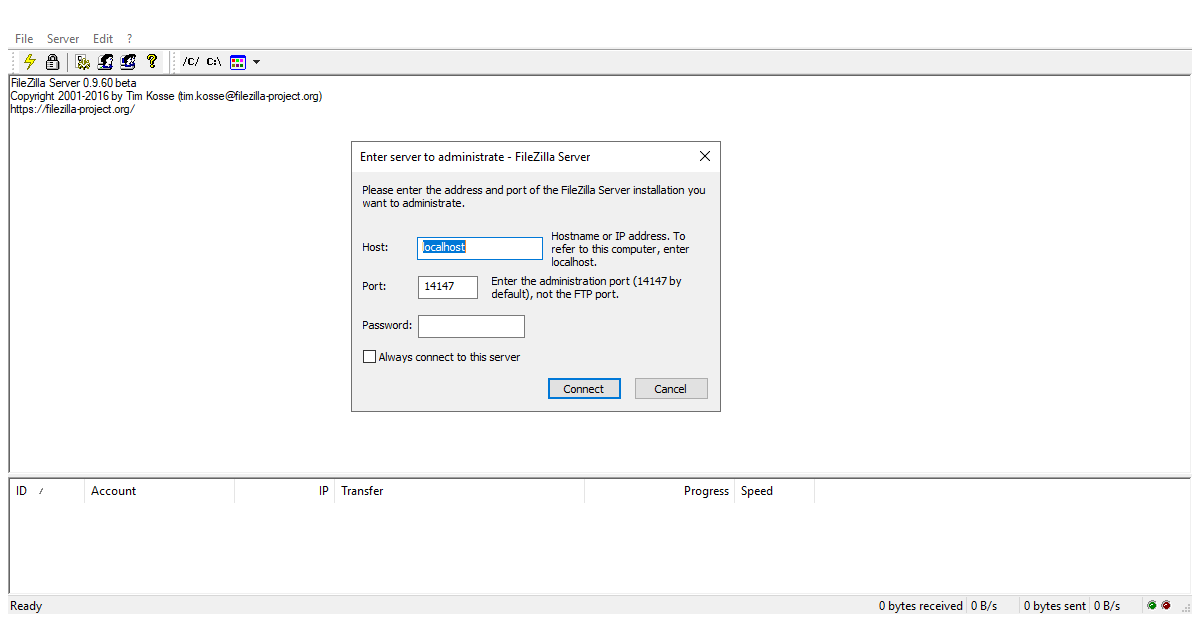 File Server Edit ?
/C/ C:\
FileZilla Server 0.9.60 beta
Copyright 2001-2016 by Tim Kosse (tim.kosse@filezilla-project.org)
https://filezilla-project.org/
Enter server to administrate - FileZilla Server
Please enter the address and port of the FileZilla Server installation you
want to administrate.
Host: localhost
Hostname or IP address. To
refer to this computer, enter
localhost.
Port: 14147
Enter the administration port (14147 by
default), not the FTP port.
Password:
Always connect to this server
Connect Cancel
ID / Account IP Transfer Progress Speed
Ready 0 bytes received 0 B/s 0 bytes sent 0 B/s